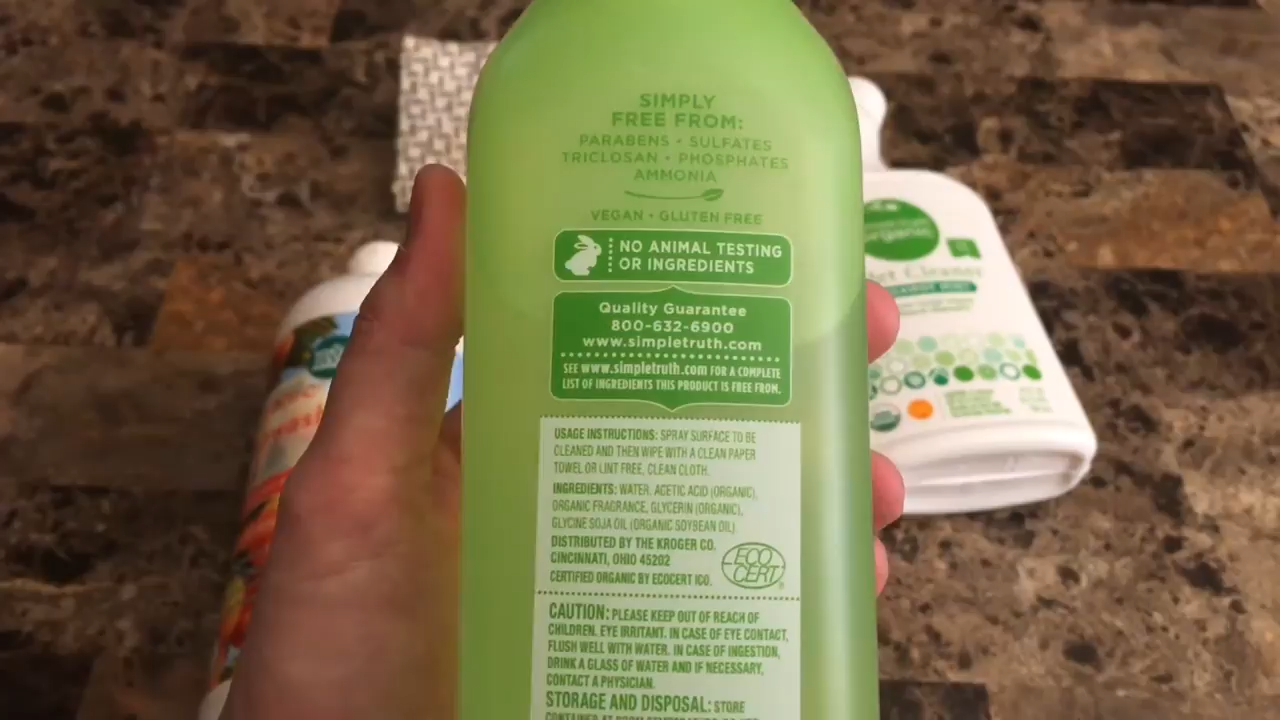 SIMPLY
FREE FROM:
PARABENS • SULFATES
TRICLOSAN • PHOSPHATES
AMMONIA
VEGAN • GLUTEN FREE
NO ANIMAL TESTING
OR INGREDIENTS
Quality Guarantee
800-632-6900
www.simpletruth.com
SEE www.simpletruth.com FOR A COMPLETE
LIST OF INGREDIENTS THIS PRODUCT IS FREE FROM.
USAGE INSTRUCTIONS: SPRAY SURFACE TO BE
CLEANED AND THEN WIPE WITH A CLEAN PAPER
TOWEL OR LINT FREE, CLEAN CLOTH.
INGREDIENTS: WATER, ACETIC ACID (ORGANIC),
ORGANIC FRAGRANCE, GLYCERIN (ORGANIC),
GLYCINE SOJA OIL (ORGANIC SOYBEAN OIL)
DISTRIBUTED BY THE KROGER CO.
CINCINNATI, OHIO 45202
CERTIFIED ORGANIC BY ECOCERT ICO.
ECO
CERT
CAUTION: PLEASE KEEP OUT OF REACH OF
CHILDREN. EYE IRRITANT. IN CASE OF EYE CONTACT,
FLUSH WELL WITH WATER. IN CASE OF INGESTION,
DRINK A GLASS OF WATER AND IF NECESSARY,
CONTACT A PHYSICIAN.
STORAGE AND DISPOSAL: STORE
organic
Cleaner